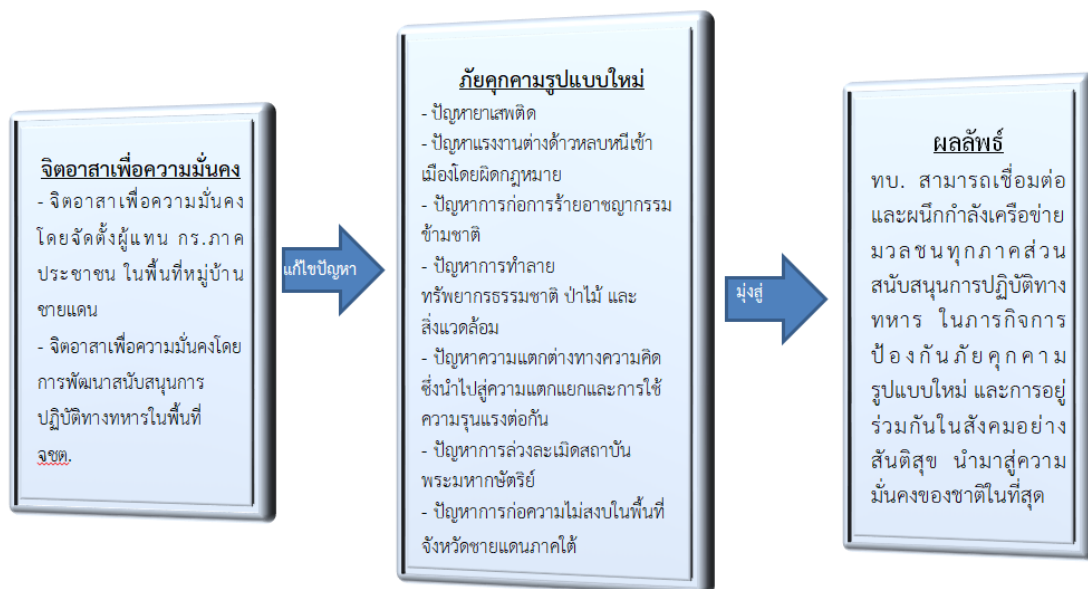 จิตอาสาเพื่อความมั่นคง
- จิตอาสาเพื่อความมั่นคง
โดยจัดตั้งผู้แทน กร.ภาค
ประชาชน ในพื้นที่หมู่บ้าน
ชายแดน
- จิตอาสาเพื่อความมั่นคงโดย
การพัฒนาสนับสนุนการ
ปฏิบัติทางทหารในพื้นที่
จชต.
แก้ไขปัญหา
ภัยคุกคามรูปแบบใหม่
- ปัญหายาเสพติด
- ปัญหาแรงงานต่างด้าวหลบหนีเข้า
เมืองโดยผิดกฎหมาย
- ปัญหาการก่อการร้ายอาชญากรรม
ข้ามชาติ
- ปัญหาการทำลาย
ทรัพยากรธรรมชาติ ป่าไม้ และ
สิ่งแวดล้อม
- ปัญหาความแตกต่างทางความคิด
ซึ่งนำไปสู่ความแตกแยกและการใช้
ความรุนแรงต่อกัน
- ปัญหาการล่วงละเมิดสถาบัน
พระมหากษัตริย์
- ปัญหาการก่อความไม่สงบในพื้นที่
จังหวัดชายแดนภาคใต้
มุ่งสู่
ผลลัพธ์
ทบ. สามารถเชื่อมต่อ
และผนึกกำลังเครือข่าย
มวลชนทุกภาคส่วน
สนับสนุนการปฏิบัติทาง
ทหาร ในภารกิจการ
ป้องกันภัยคุกคาม
รูปแบบใหม่ และการอยู่
ร่วมกันในสังคมอย่าง
สันติสุข นำมาสู่ความ
มั่นคงของชาติในที่สุด